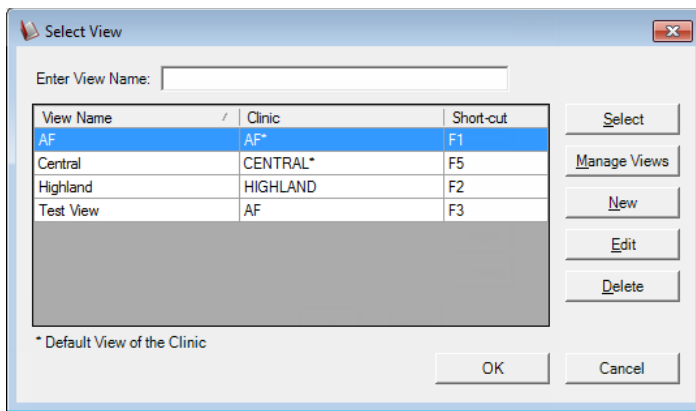 Select View
Enter View Name:
View Name / Clinic Short-cut
AF AF* F1
Central CENTRAL* F5
Highland HIGHLAND F2
Test View AF F3
Select
Manage Views
New
Edit
Delete
* Default View of the Clinic
OK Cancel